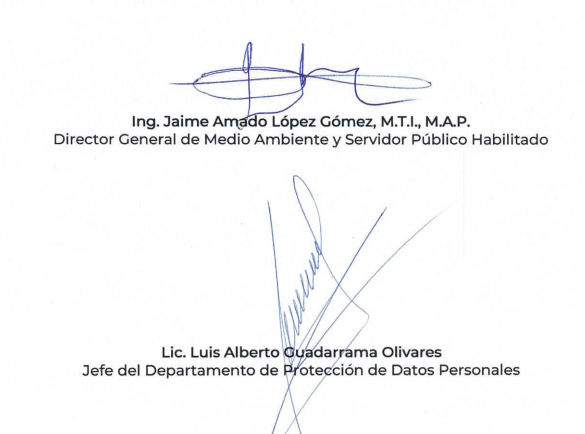 Ing. Jaime Amado López Gómez, M.T.I., M.A.P.
Director General de Medio Ambiente y Servidor Público Habilitado
Lic. Luis Alberto Guadarrama Olivares
Jefe del Departamento de Protección de Datos Personales